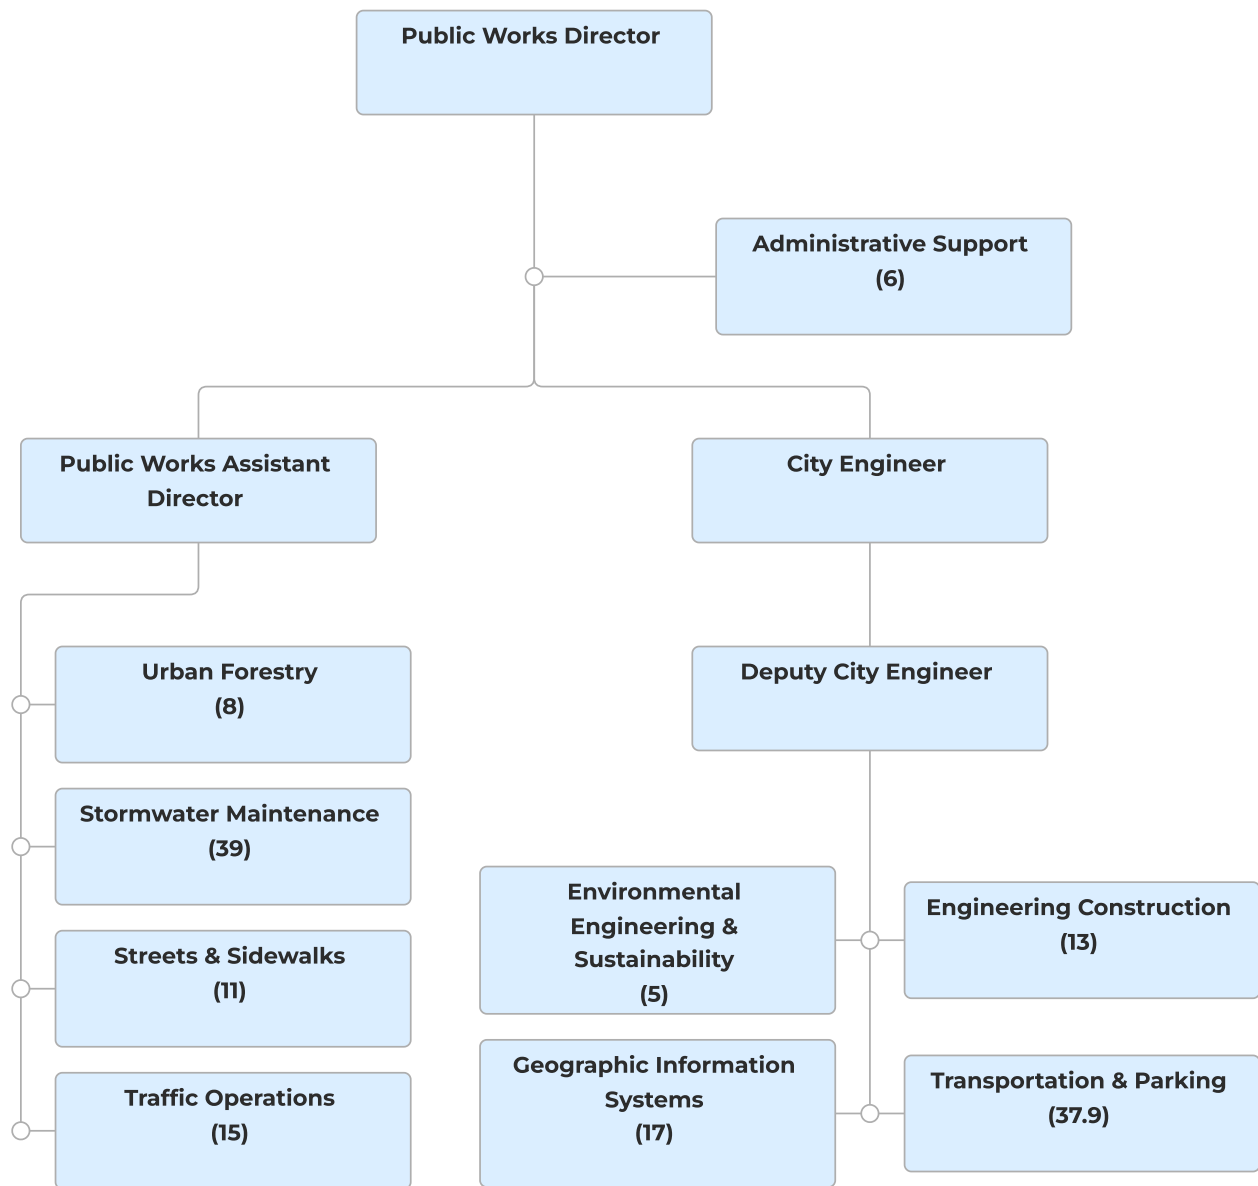 Public Works Director
Administrative Support
(6)
Public Works Assistant
Director
City Engineer
Urban Forestry
(8)
Deputy City Engineer
Stormwater Maintenance
(39)
Streets & Sidewalks
(11)
Traffic Operations
(15)
Environmental
Engineering &
Sustainability
(5)
Engineering Construction
(13)
Geographic Information
Systems
(17)
Transportation & Parking
(37.9)